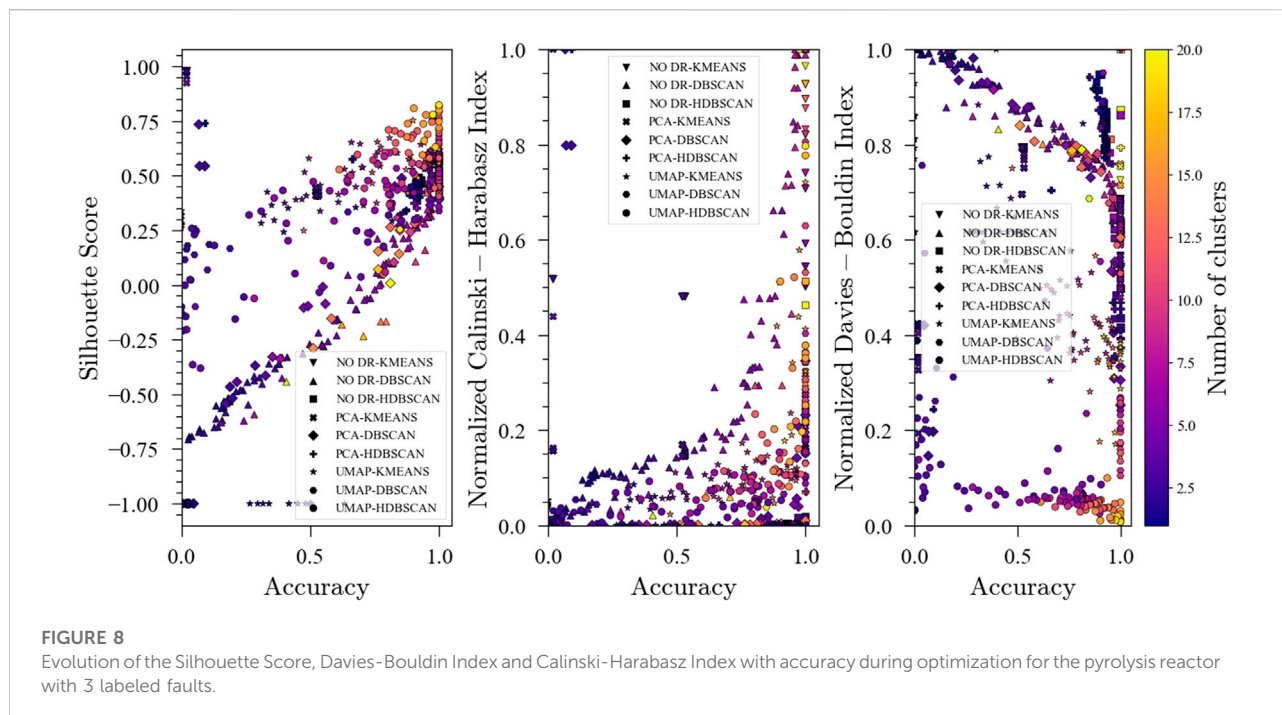 1.00
0.75
0.50
0.25
0.00
−0.25
−0.50
−0.75
−1.00
Silhouette Score
NO DR-KMEANS
NO DR-DBSCAN
NO DR-HDBSCAN
PCA-KMEANS
PCA-DBSCAN
PCA-HDBSCAN
UMAP-KMEANS
UMAP-DBSCAN
UMAP-HDBSCAN
0.0 0.5 1.0
Accuracy
1.0
0.8
0.6
0.4
0.2
0.0
Normalized Calinski − Harabasz Index
NO DR-KMEANS
NO DR-DBSCAN
NO DR-HDBSCAN
PCA-KMEANS
PCA-DBSCAN
PCA-HDBSCAN
UMAP-KMEANS
UMAP-DBSCAN
UMAP-HDBSCAN
0.0 0.5 1.0
Accuracy
1.0
0.8
0.6
0.4
0.2
0.0
Normalized Davies − Bouldin Index
NO DR-KMEANS
NO DR-DBSCAN
NO DR-HDBSCAN
PCA-KMEANS
PCA-DBSCAN
PCA-HDBSCAN
UMAP-KMEANS
UMAP-DBSCAN
UMAP-HDBSCAN
0.0 0.5 1.0
Accuracy
20.0
17.5
15.0
12.5
10.0
7.5
5.0
2.5
Number of clusters
FIGURE 8
Evolution of the Silhouette Score, Davies-Bouldin Index and Calinski-Harabasz Index with accuracy during optimization for the pyrolysis reactor
with 3 labeled faults.